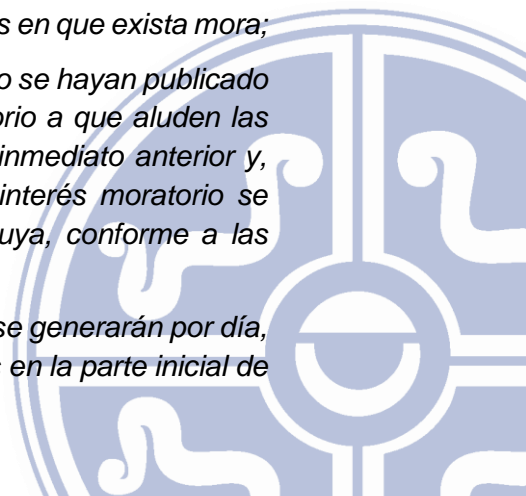 s en que exista mora;
o se hayan publicado
orio a que aluden las
inmediato anterior y,
interés moratorio se
uya, conforme a las
se generarán por día,
s en la parte inicial de